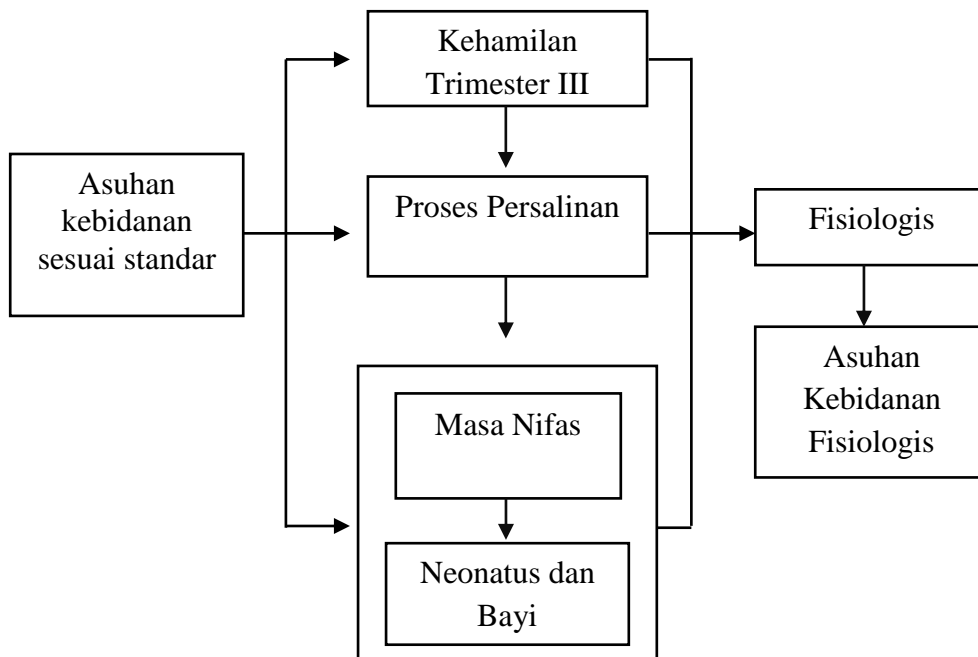 Kehamilan
Trimester III
Asuhan
kebidanan
sesuai standar
Proses Persalinan
Fisiologis
Masa Nifas
Neonatus dan
Bayi
Asuhan
Kebidanan
Fisiologis